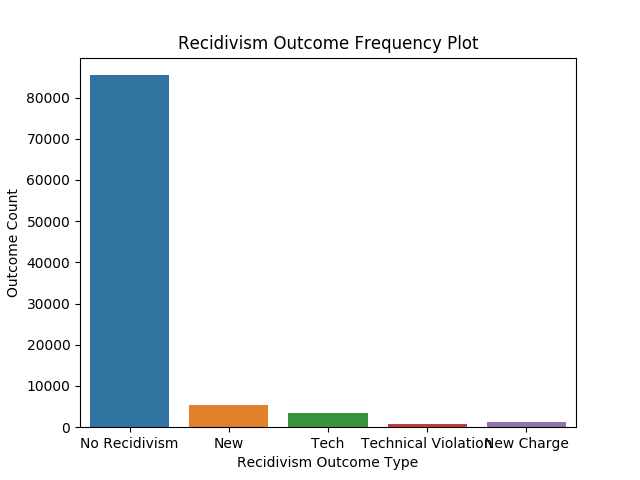 Recidivism Outcome Frequency Plot
Outcome Count
80000
70000
60000
50000
40000
30000
20000
10000
0
No Recidivism New Tech Technical Violation New Charge
Recidivism Outcome Type